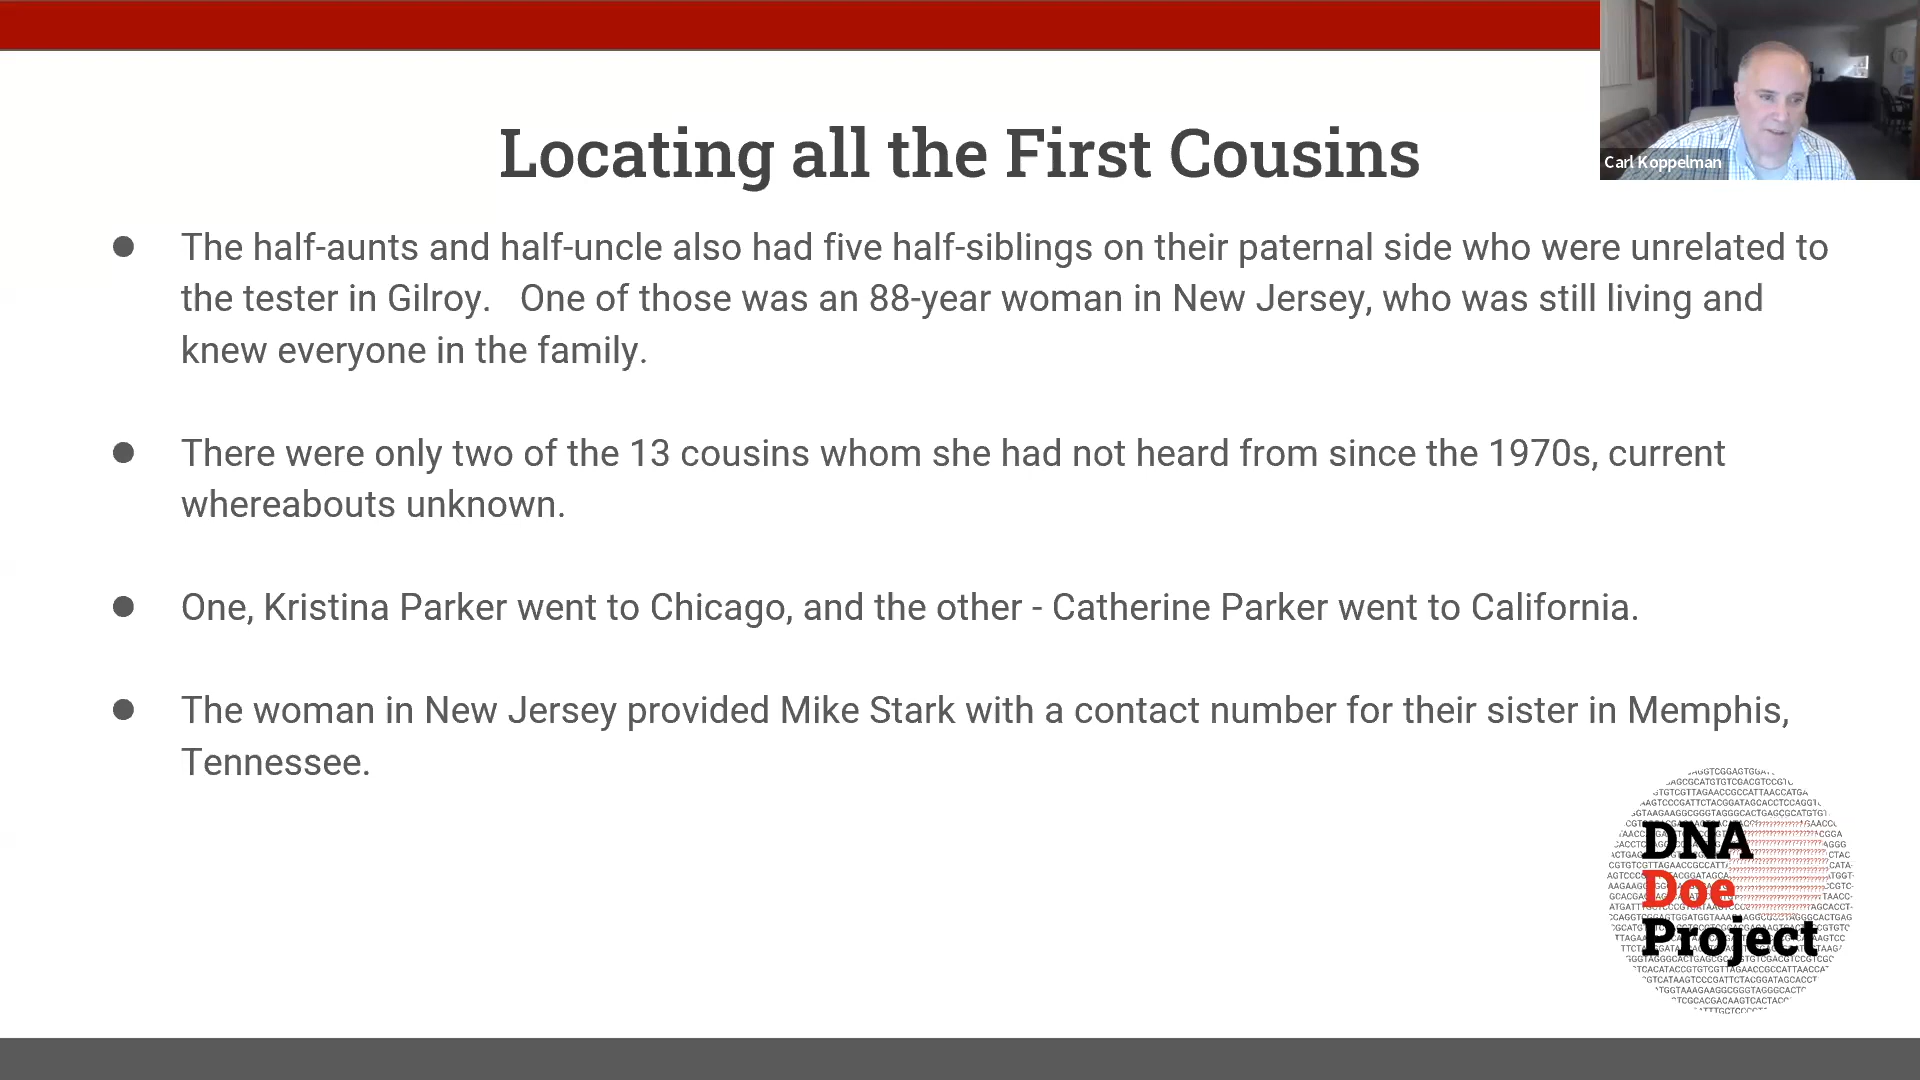 Locating all the First Cousins
Carl Koppelman
● The half-aunts and half-uncle also had five half-siblings on their paternal side who were unrelated to
the tester in Gilroy. One of those was an 88-year woman in New Jersey, who was still living and
knew everyone in the family.
● There were only two of the 13 cousins whom she had not heard from since the 1970s, current
whereabouts unknown.
● One, Kristina Parker went to Chicago, and the other - Catherine Parker went to California.
● The woman in New Jersey provided Mike Stark with a contact number for their sister in Memphis,
Tennessee.
DNA
Doe
Project